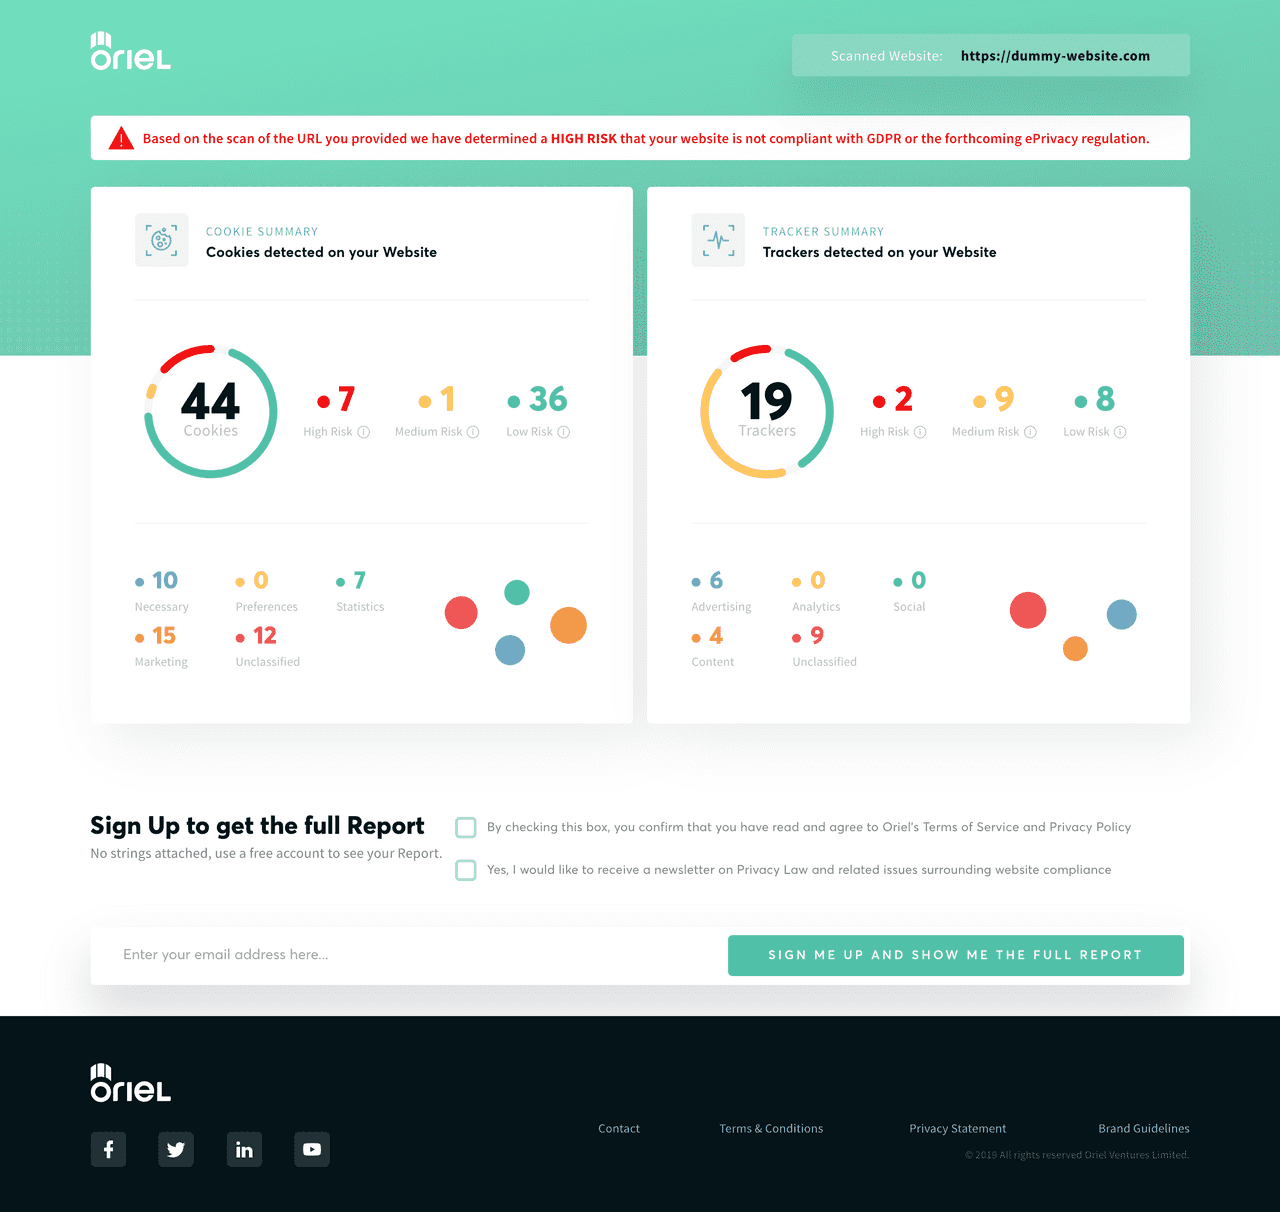 ORIEL
Scanned Website: https://dummy-website.com
Based on the scan of the URL you provided we have determined a HIGH RISK that your website is not compliant with GDPR or the forthcoming ePrivacy regulation.
COOKIE SUMMARY
Cookies detected on your Website
44
Cookies
7
High Risk
1
Medium Risk
36
Low Risk
10
Necessary
0
Preferences
7
Statistics
15
Marketing
12
Unclassified
TRACKER SUMMARY
Trackers detected on your Website
19
Trackers
2
High Risk
9
Medium Risk
8
Low Risk
6
Advertising
0
Analytics
0
Social
4
Content
9
Unclassified
Sign Up to get the full Report
No strings attached, use a free account to see your Report.
By checking this box, you confirm that you have read and agree to Oriel's Terms of Service and Privacy Policy
Yes, I would like to receive a newsletter on Privacy Law and related issues surrounding website compliance
Enter your email address here...
SIGN ME UP AND SHOW ME THE FULL REPORT
ORIEL
Contact
Terms & Conditions
Privacy Statement
Brand Guidelines
© 2019 All rights reserved Oriel Ventures Limited.